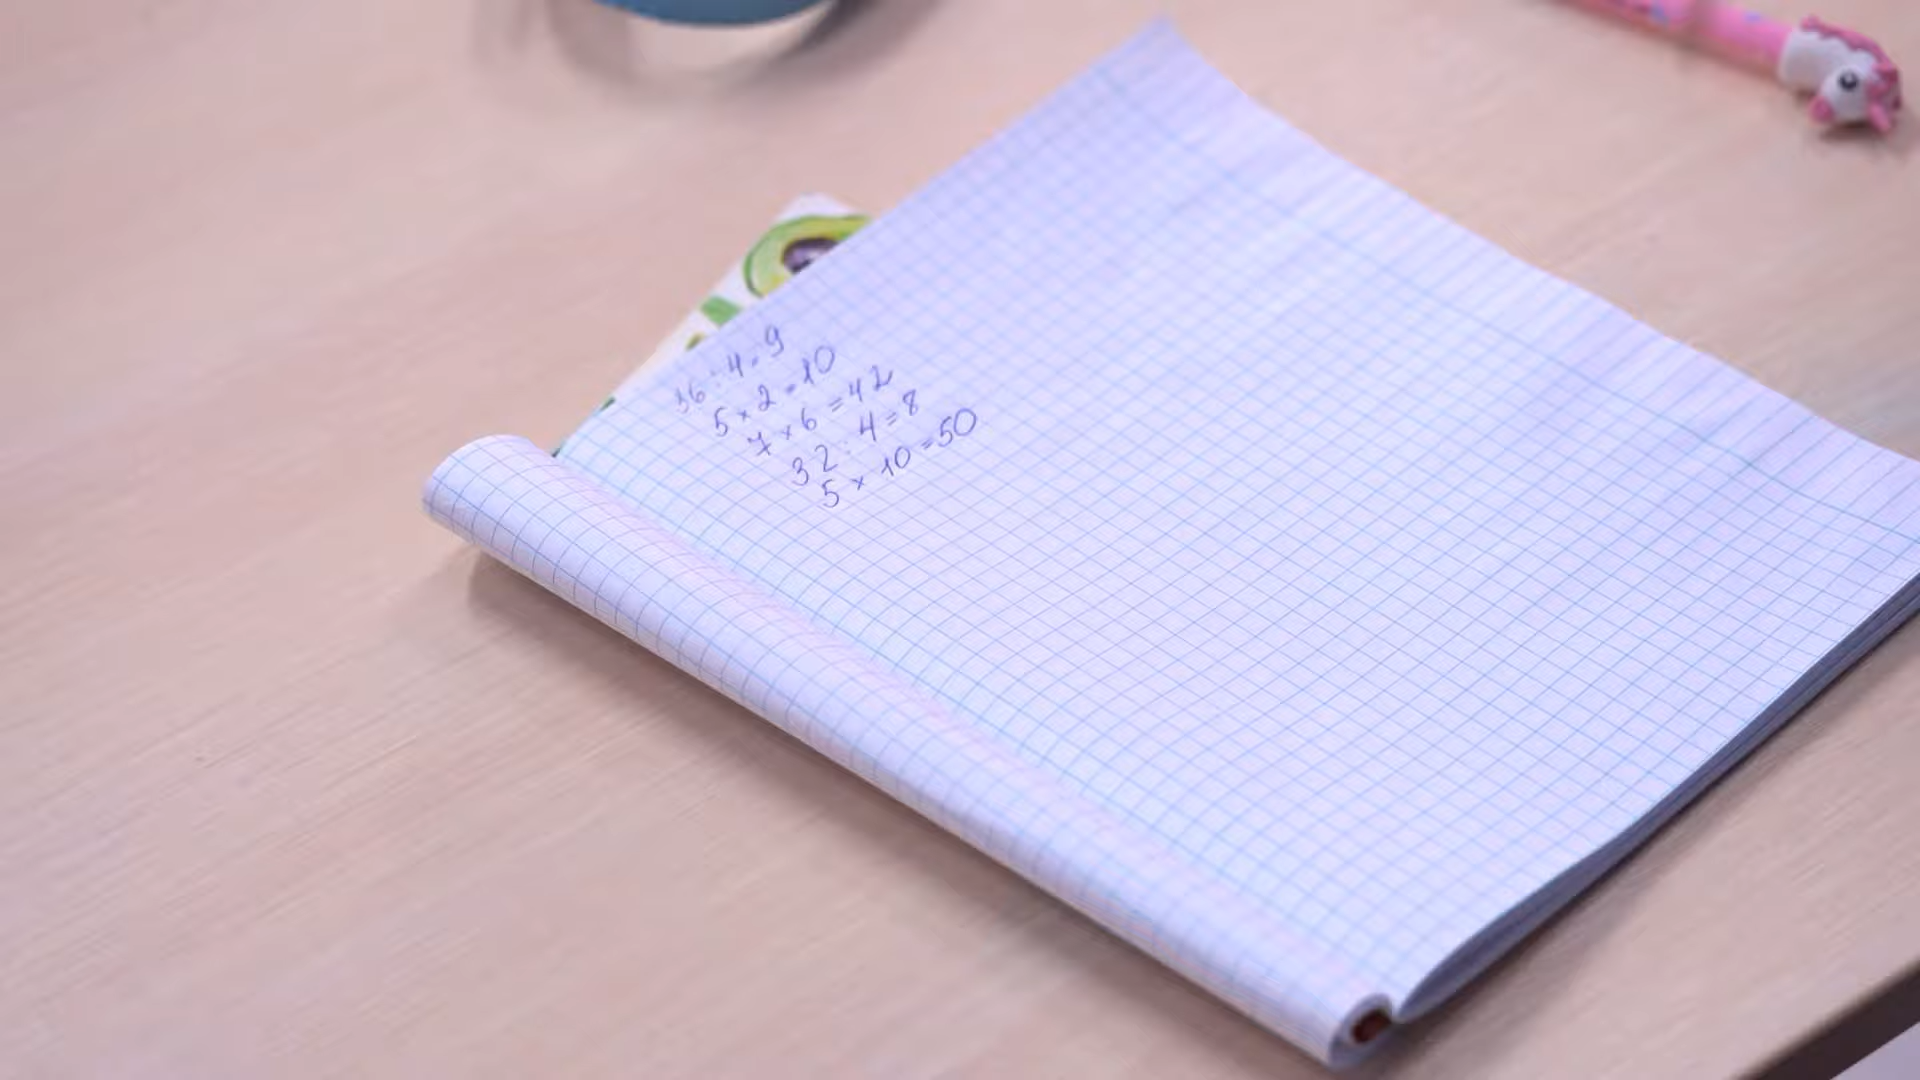 36 : 4 = 9
5 × 2 = 10
7 × 6 = 42
32 : 4 = 8
5 × 10 = 50